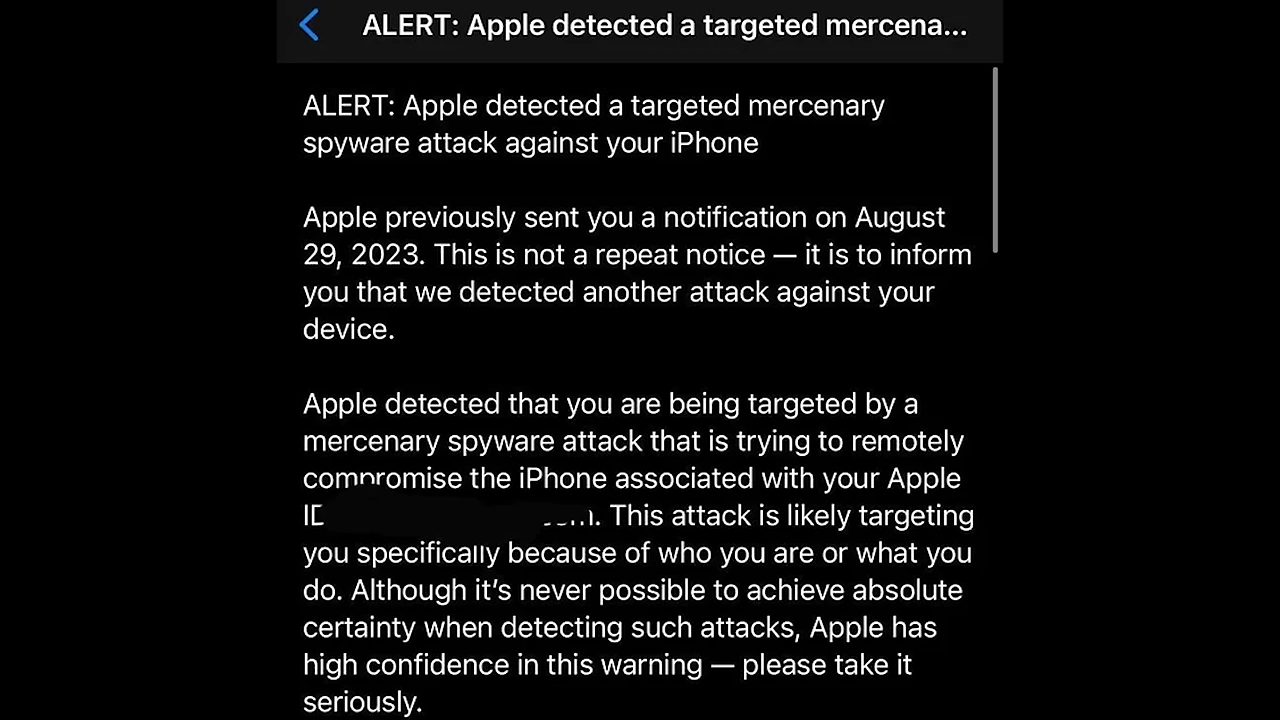 ALERT: Apple detected a targeted mercena...
ALERT: Apple detected a targeted mercenary
spyware attack against your iPhone
Apple previously sent you a notification on August
29, 2023. This is not a repeat notice — it is to inform
you that we detected another attack against your
device.
Apple detected that you are being targeted by a
mercenary spyware attack that is trying to remotely
compromise the iPhone associated with your Apple
ID This attack is likely targeting
you specifically because of who you are or what you
do. Although it’s never possible to achieve absolute
certainty when detecting such attacks, Apple has
high confidence in this warning — please take it
seriously.